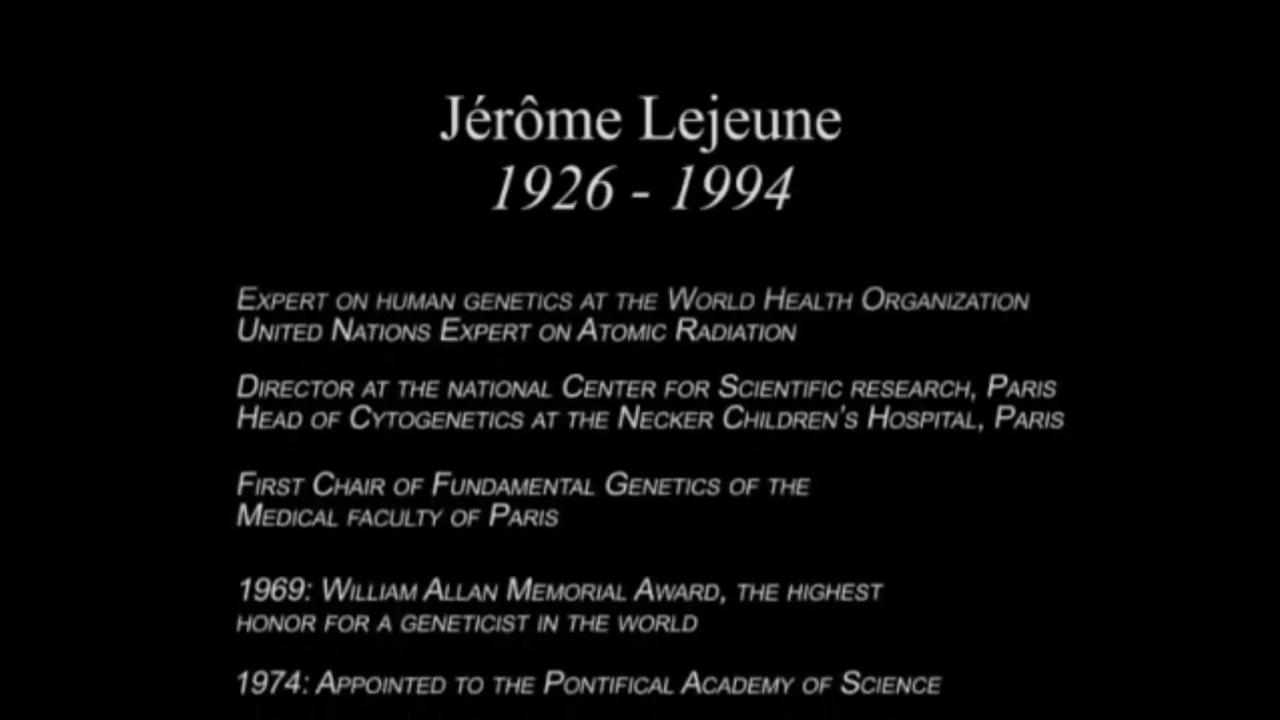 Jérôme Lejeune
1926 - 1994
Expert on human genetics at the World Health Organization
United Nations Expert on Atomic Radiation
Director at the national Center for Scientific research, Paris
Head of Cytogenetics at the Necker Children's Hospital, Paris
First Chair of Fundamental Genetics of the
Medical faculty of Paris
1969: William Allan Memorial Award, the highest
honor for a geneticist in the world
1974: Appointed to the Pontifical Academy of Science